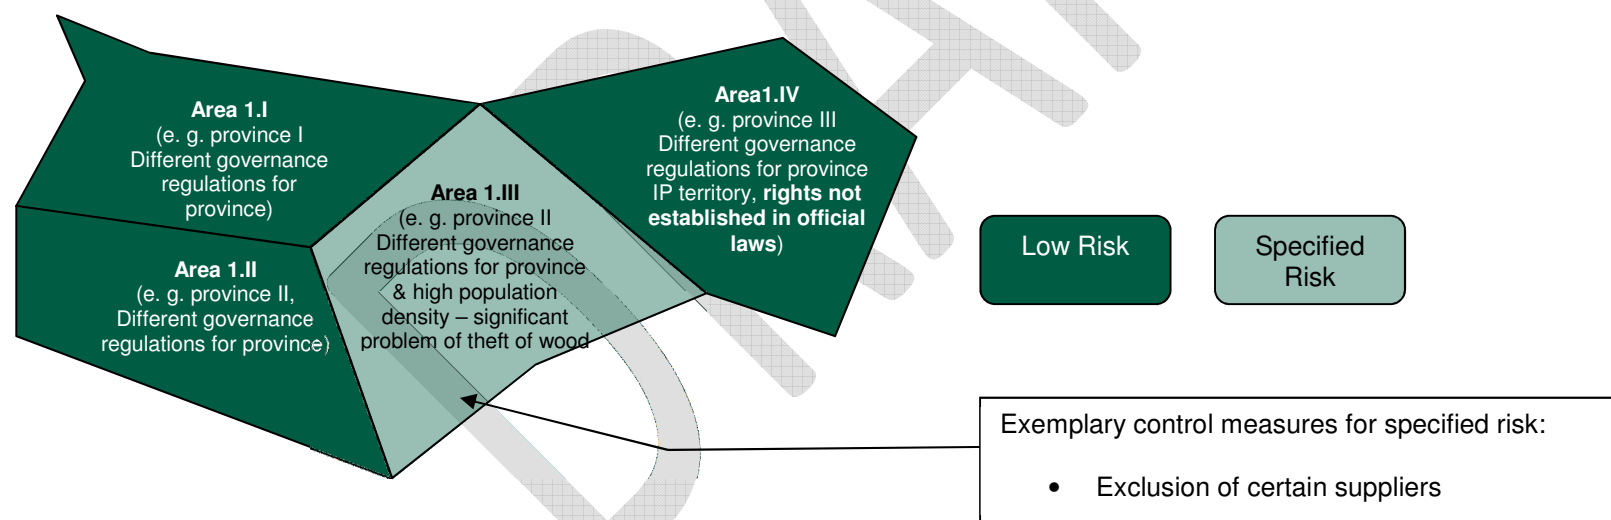 Area 1.I
(e. g. province I
Different governance
regulations for
province)
Area 1.II
(e. g. province II,
Different governance
regulations for province)
Area 1.III
(e. g. province II
Different governance
regulations for province
& high population
density – significant
problem of theft of wood
Area1.IV
(e. g. province III
Different governance
regulations for province
IP territory, rights not
established in official
laws)
Low Risk
Specified
Risk
Exemplary control measures for specified risk:
• Exclusion of certain suppliers